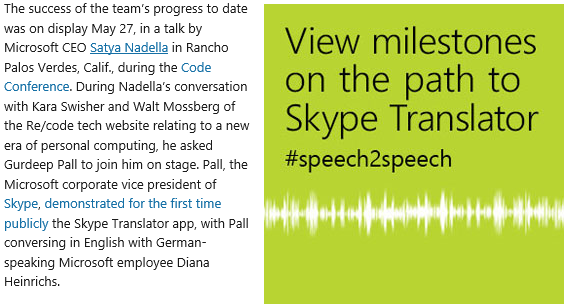 The success of the team's progress to date
was on display May 27, in a talk by
Microsoft CEO Satya Nadella in Rancho
Palos Verdes, Calif., during the Code
Conference. During Nadella's conversation
with Kara Swisher and Walt Mossberg of
the Re/code tech website relating to a new
era of personal computing, he asked
Gurdeep Pall to join him on stage. Pall, the
Microsoft corporate vice president of
Skype, demonstrated for the first time
publicly the Skype Translator app, with Pall
conversing in English with German-
speaking Microsoft employee Diana
Heinrichs.
View milestones
on the path to
Skype Translator
#speech2speech